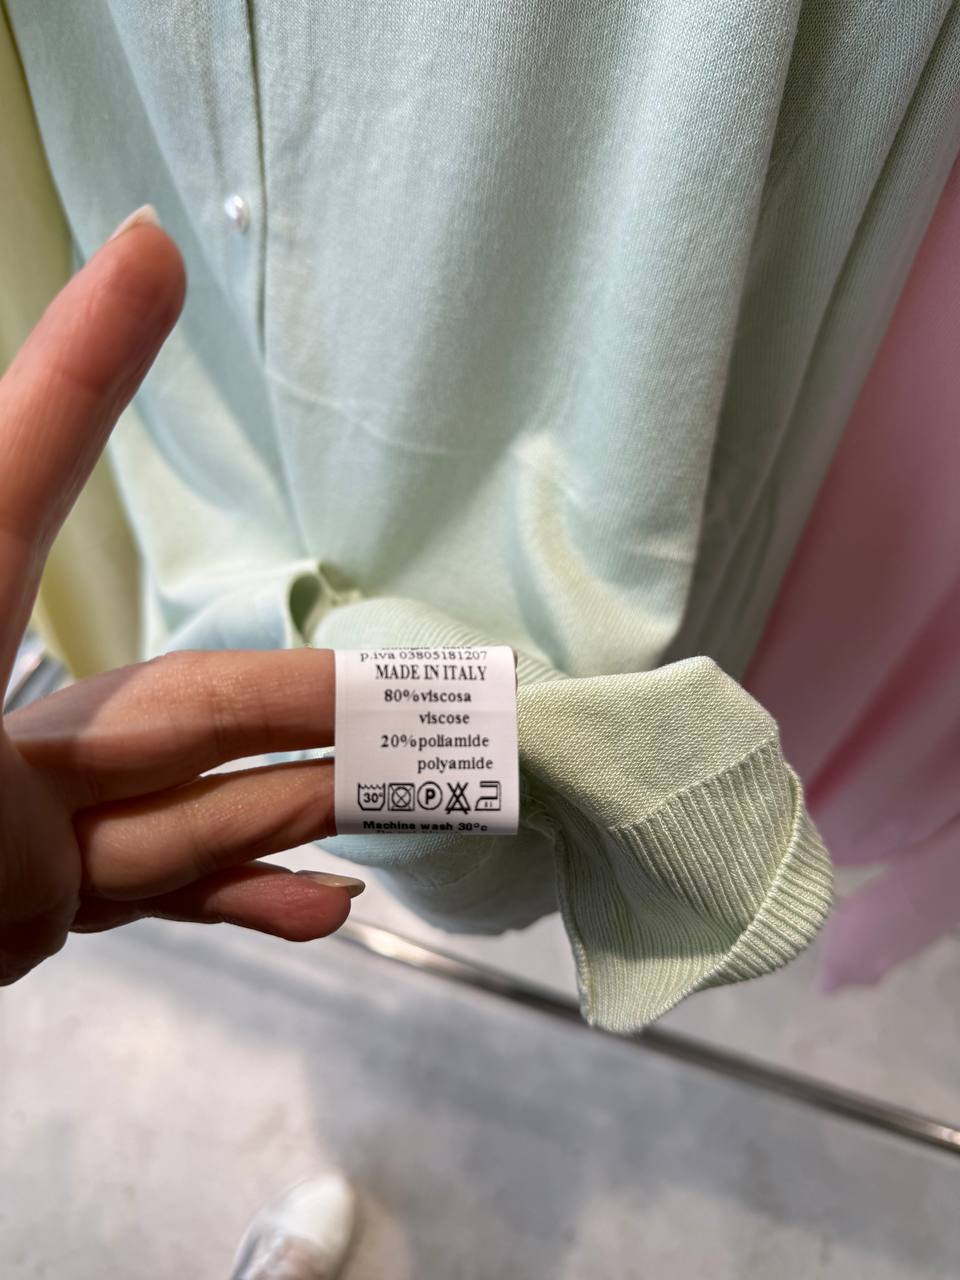 p.iva 03805181207
MADE IN ITALY
80%viscosa
viscose
20%poliamide
polyamide
30 P
Machine wash 30°c